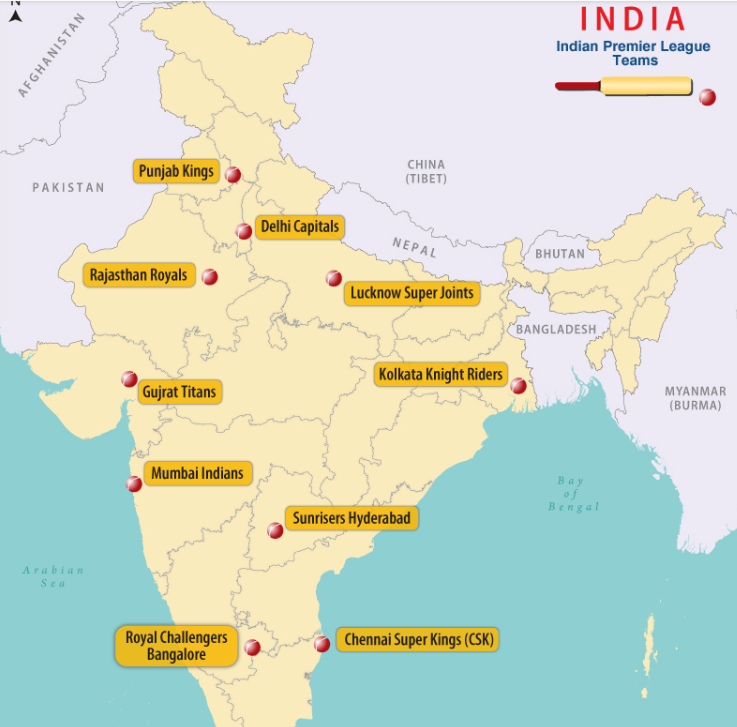 N
INDIA
Indian Premier League
Teams
AFGHANISTAN
PAKISTAN
CHINA
(TIBET)
NEPAL
BHUTAN
BANGLADESH
MYANMAR
(BURMA)
Punjab Kings
Delhi Capitals
Rajasthan Royals
Lucknow Super Joints
Kolkata Knight Riders
Gujrat Titans
Mumbai Indians
Sunrisers Hyderabad
Bay
of
Bengal
Arabian
Sea
Royal Challengers
Bangalore
Chennai Super Kings (CSK)